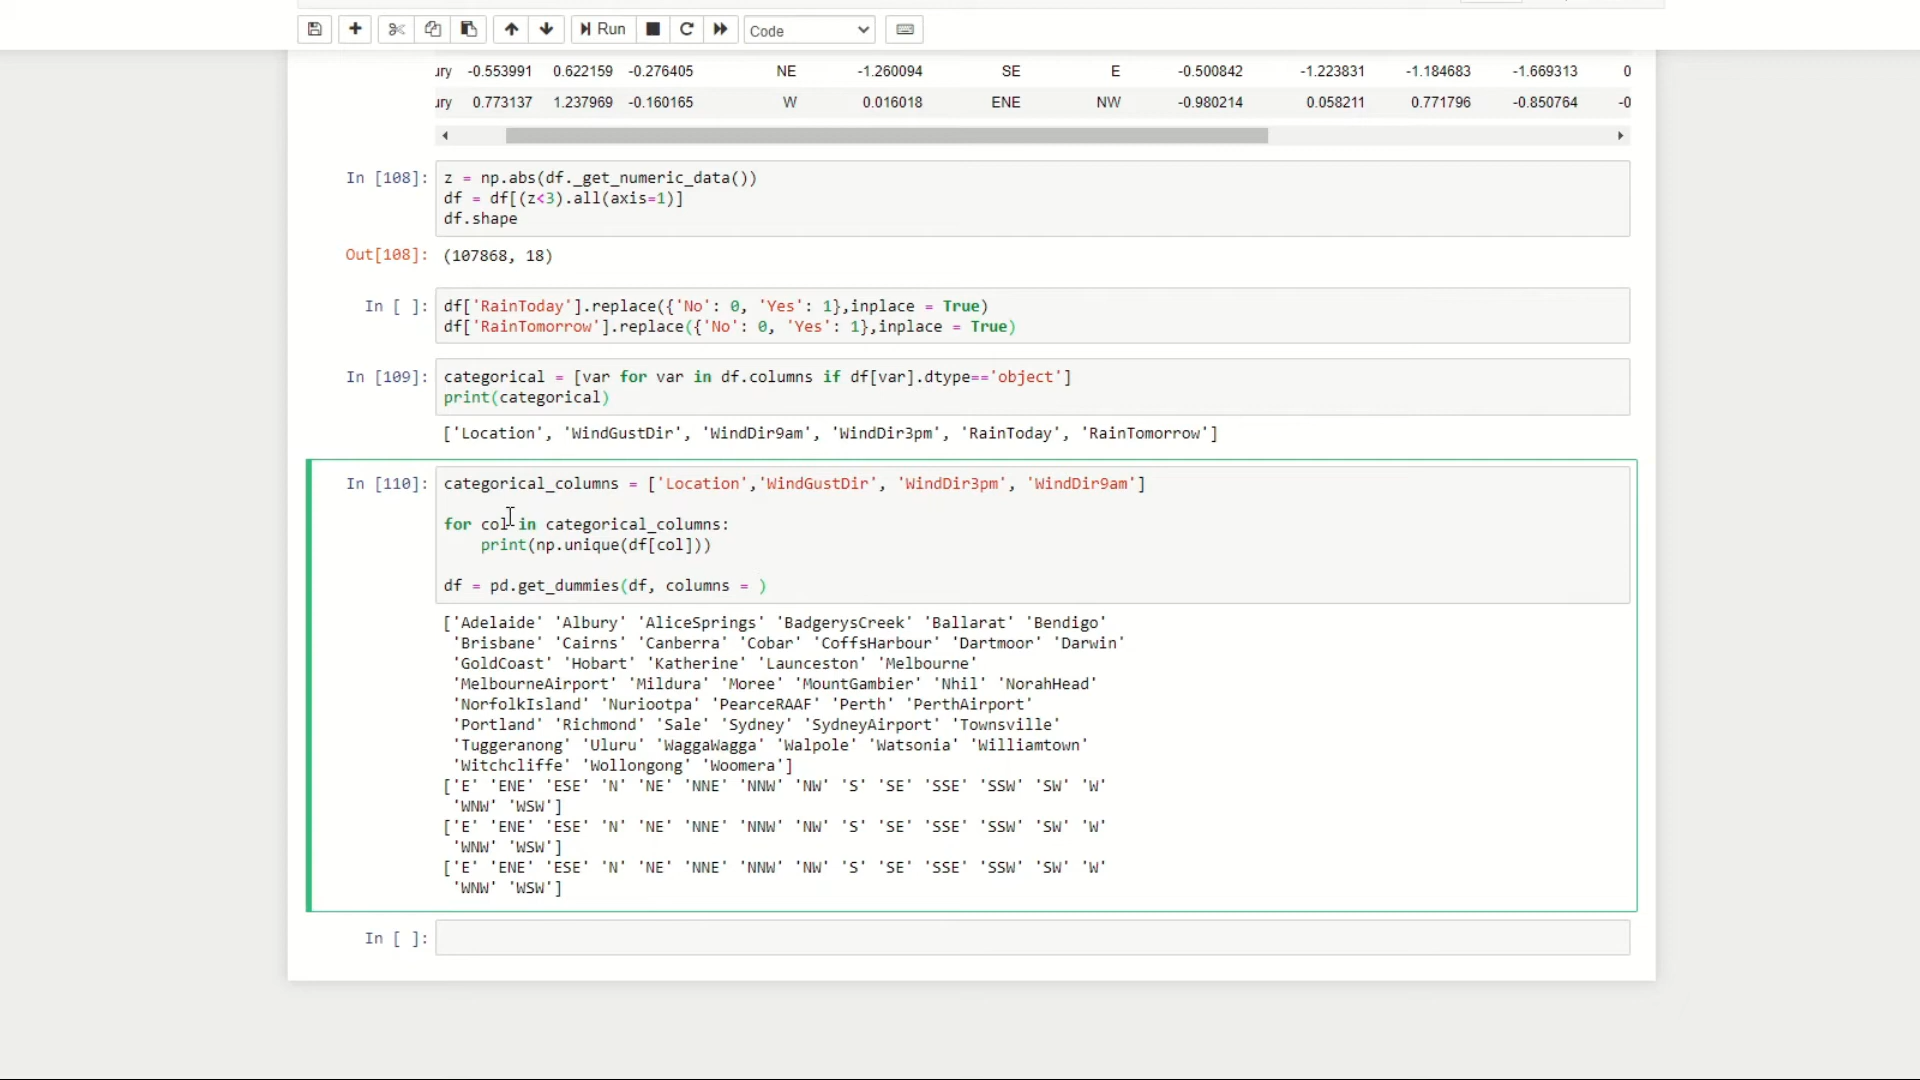 Run Code
ury -0.553991 0.622159 -0.276405 NE -1.260094 SE E -0.500842 -1.223831 -1.184683 -1.669313 0
ury 0.773137 1.237969 -0.160165 W 0.016018 ENE NW -0.980214 0.058211 0.771796 -0.850764 -0
In [108]: z = np.abs(df._get_numeric_data())
df = df[(z<3).all(axis=1)]
df.shape
Out[108]: (107868, 18)
In [ ]: df['RainToday'].replace({'No': 0, 'Yes': 1},inplace = True)
df['RainTomorrow'].replace({'No': 0, 'Yes': 1},inplace = True)
In [109]: categorical = [var for var in df.columns if df[var].dtype=='object']
print(categorical)
['Location', 'WindGustDir', 'WindDir9am', 'WindDir3pm', 'RainToday', 'RainTomorrow']
In [110]: categorical_columns = ['Location','WindGustDir', 'WindDir3pm', 'WindDir9am']
for col in categorical_columns:
print(np.unique(df[col]))
df = pd.get_dummies(df, columns = )
['Adelaide' 'Albury' 'AliceSprings' 'BadgerysCreek' 'Ballarat' 'Bendigo'
'Brisbane' 'Cairns' 'Canberra' 'Cobar' 'CoffsHarbour' 'Dartmoor' 'Darwin'
'GoldCoast' 'Hobart' 'Katherine' 'Launceston' 'Melbourne'
'MelbourneAirport' 'Mildura' 'Moree' 'MountGambier' 'Nhil' 'NorahHead'
'NorfolkIsland' 'Nuriootpa' 'PearceRAAF' 'Perth' 'PerthAirport'
'Portland' 'Richmond' 'Sale' 'Sydney' 'SydneyAirport' 'Townsville'
'Tuggeranong' 'Uluru' 'WaggaWagga' 'Walpole' 'Watsonia' 'Williamtown'
'Witchcliffe' 'Wollongong' 'Woomera']
['E' 'ENE' 'ESE' 'N' 'NE' 'NNE' 'NNW' 'NW' 'S' 'SE' 'SSE' 'SSW' 'SW' 'W'
'WNW' 'WSW']
['E' 'ENE' 'ESE' 'N' 'NE' 'NNE' 'NNW' 'NW' 'S' 'SE' 'SSE' 'SSW' 'SW' 'W'
'WNW' 'WSW']
['E' 'ENE' 'ESE' 'N' 'NE' 'NNE' 'NNW' 'NW' 'S' 'SE' 'SSE' 'SSW' 'SW' 'W'
'WNW' 'WSW']
In [ ]: